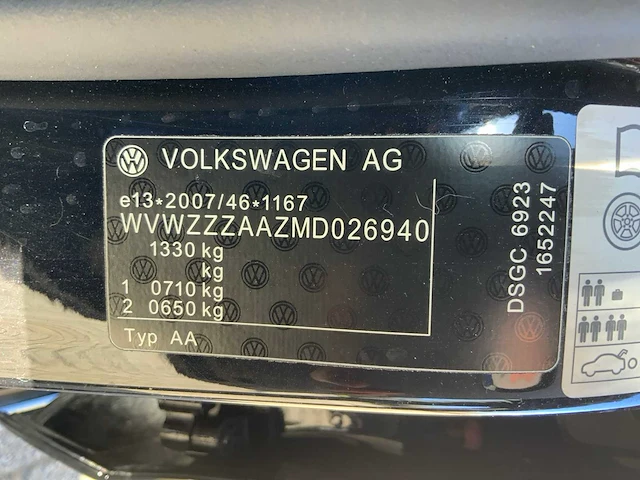 VOLKSWAGEN AG
e13*2007/46*1167
WVWZZZAAZMD026940
1330 kg
kg
1 0710 kg
2 0650 kg
Typ AA
DSGC 6923
1652247